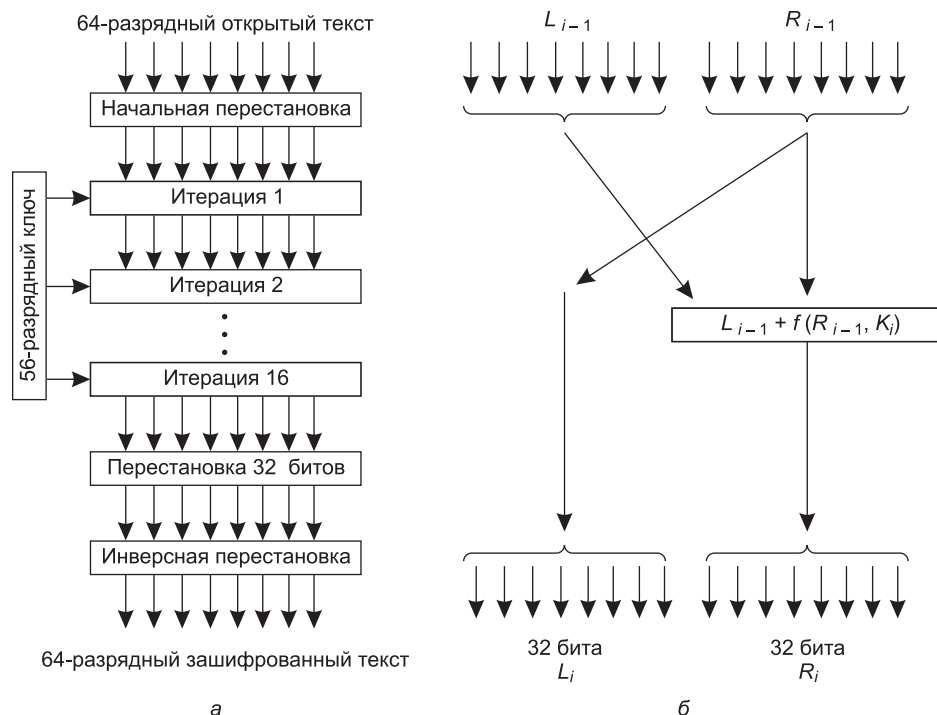 64-разрядный открытый текст
Начальная перестановка
56-разрядный ключ
Итерация 1
Итерация 2
Итерация 16
Перестановка 32 битов
Инверсная перестановка
64-разрядный зашифрованный текст
а
L i – 1
R i – 1
L i – 1 + f (R i – 1, Ki)
32 бита
Li
32 бита
Ri
б